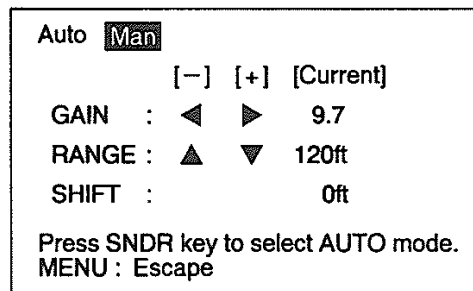 Auto Man
[−] [+] [Current]
GAIN : ◀ ▶ 9.7
RANGE : ▲ ▼ 120ft
SHIFT : 0ft
Press SNDR key to select AUTO mode.
MENU : Escape